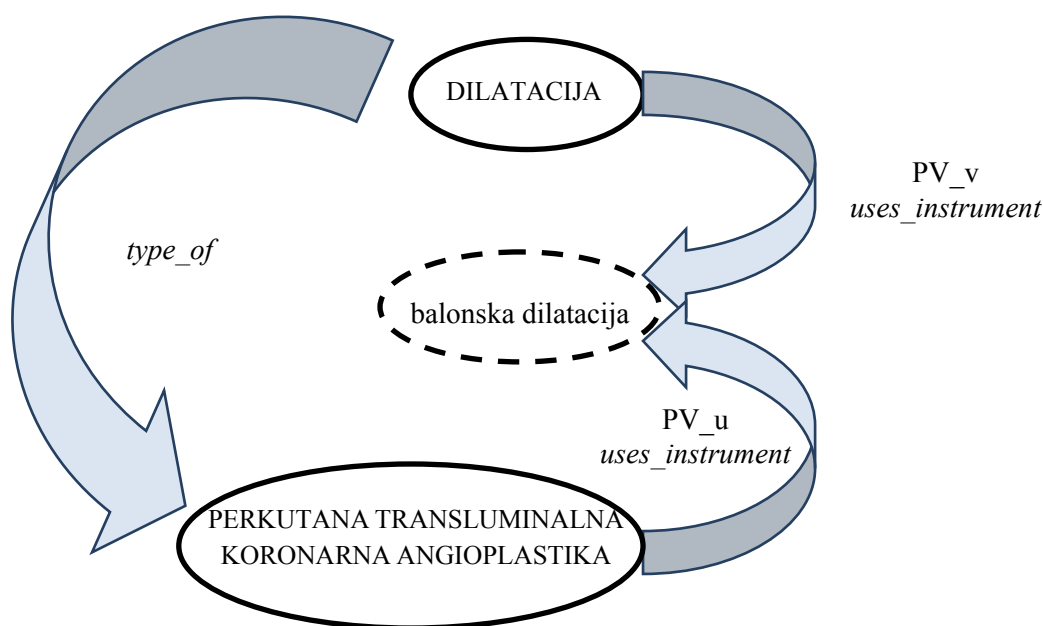 DILATACIJA
PV_v
uses_instrument
type_of
balonska dilatacija
PV_u
uses_instrument
PERKUTANA TRANSLUMINALNA
KORONARNA ANGIOPLASTIKA